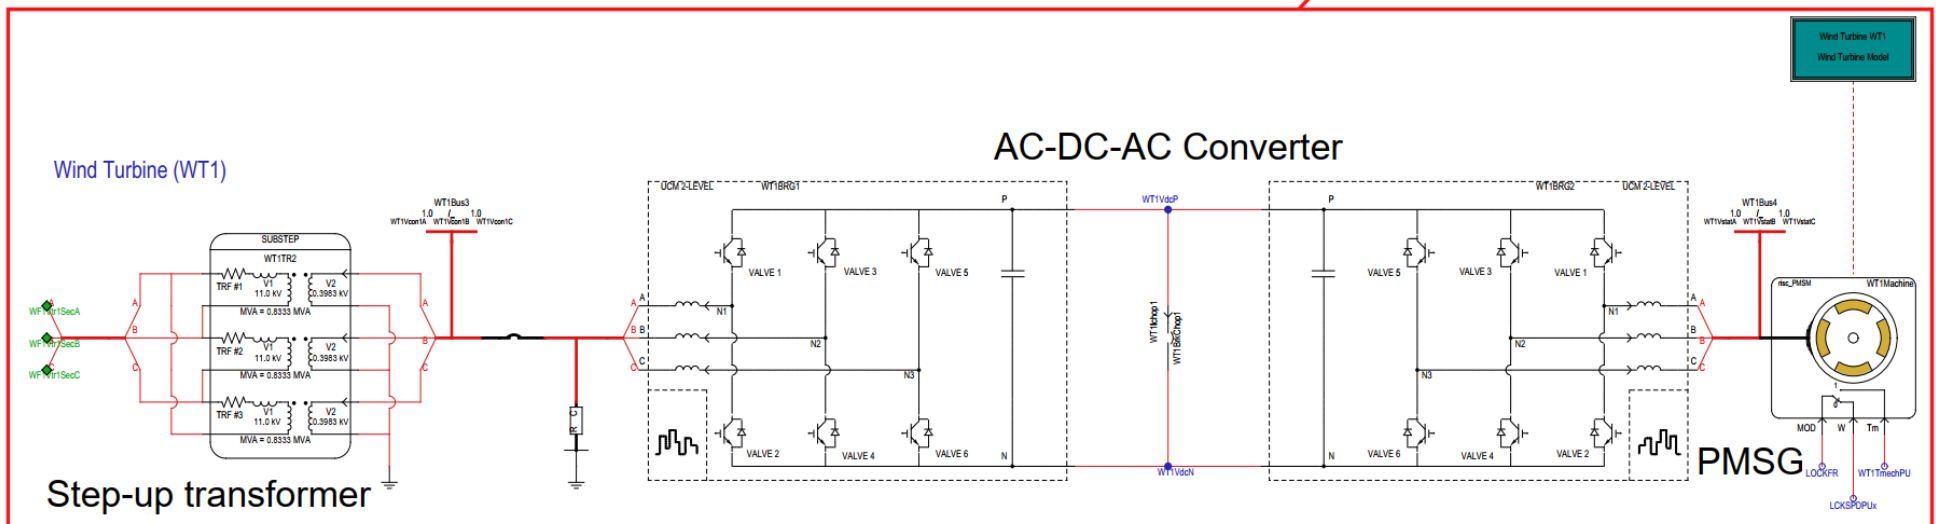 Wind Turbine WT1
Wind Turbine Model
AC-DC-AC Converter
Wind Turbine (WT1)
UCM 2-LEVEL
WT1BRG1
WT1BRG2
UCM 2-LEVEL
P
WT1VdcP
P
WT1Bus3
1.0
/
1.0
WT1Vcon1A WT1Vcon1B WT1Vcon1C
WT1Bus4
1.0
/
1.0
WT1VstatA WT1VstatB WT1VstatC
SUBSTEP
WT1TR2
TRF #1
V1
11.0 kV
V2
0.3983 kV
MVA = 0.8333 MVA
TRF #2
V1
11.0 kV
V2
0.3983 kV
MVA = 0.8333 MVA
TRF #3
V1
11.0 kV
V2
0.3983 kV
MVA = 0.8333 MVA
A
B
C
A
B
C
A
B
C
A
B
C
R C
VALVE 1
VALVE 3
VALVE 5
N1
N2
N3
VALVE 2
VALVE 4
VALVE 6
N
WT1VdcN
N
VALVE 5
VALVE 3
VALVE 1
N1
N2
N3
VALVE 6
VALVE 4
VALVE 2
A
B
C
A
B
C
risc_PMSM
WT1Machine
1
MOD
W
Tm
PMSG
LOCKFR
WT1TmechPU
LCKSPDPUx
Step-up transformer